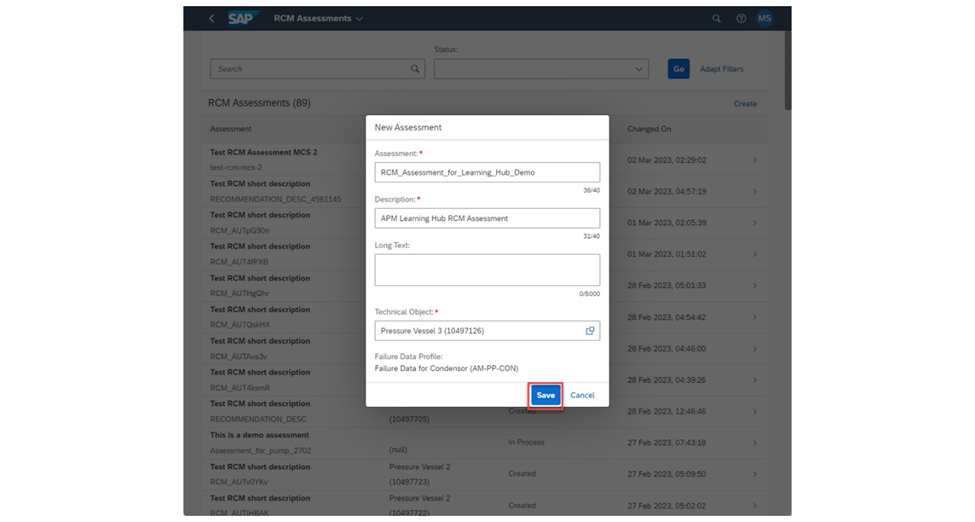 SAP RCM Assessments MS
Status:
Search Go Adapt Filters
RCM Assessments (89) Create
Assessment Changed On
Test RCM Assessment MCS 2 02 Mar 2023, 02:29:02
test-rcm-mcs-2
Test RCM short description 02 Mar 2023, 04:57:19
RECOMMENDATION_DESC_4561145
Test RCM short description 01 Mar 2023, 02:05:39
RCM_AUTpG90n
Test RCM short description 01 Mar 2023, 01:51:02
RCM_AUT4fPXB
Test RCM short description 28 Feb 2023, 05:01:33
RCM_AUTHgQhr
Test RCM short description 28 Feb 2023, 04:54:42
RCM_AUTQskHX
Test RCM short description 28 Feb 2023, 04:46:00
RCM_AUTAva3v
Test RCM short description 28 Feb 2023, 04:39:26
RCM_AUT4ksmR
Test RCM short description Created 28 Feb 2023, 12:46:46
RECOMMENDATION_DESC (10497705)
This is a demo assessment In Process 27 Feb 2023, 07:43:18
Assessment_for_pump_2702 (null)
Test RCM short description Pressure Vessel 2 Created 27 Feb 2023, 05:09:50
RCM_AUTv0YKv (10497723)
Test RCM short description Pressure Vessel 2 Created 27 Feb 2023, 05:02:02
RCM_AUTIHBAK (10497722)
New Assessment
Assessment:*
RCM_Assessment_for_Learning_Hub_Demo
36/40
Description:*
APM Learning Hub RCM Assessment
31/40
Long Text:
0/5000
Technical Object:*
Pressure Vessel 3 (10497126)
Failure Data Profile:
Failure Data for Condensor (AM-PP-CON)
Save Cancel